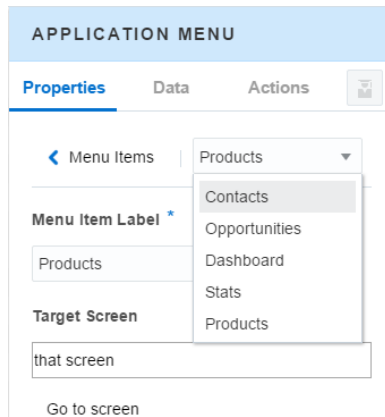 APPLICATION MENU
Properties Data Actions
Menu Items Products
Contacts
Opportunities
Dashboard
Stats
Products
Menu Item Label *
Products
Target Screen
that screen
Go to screen